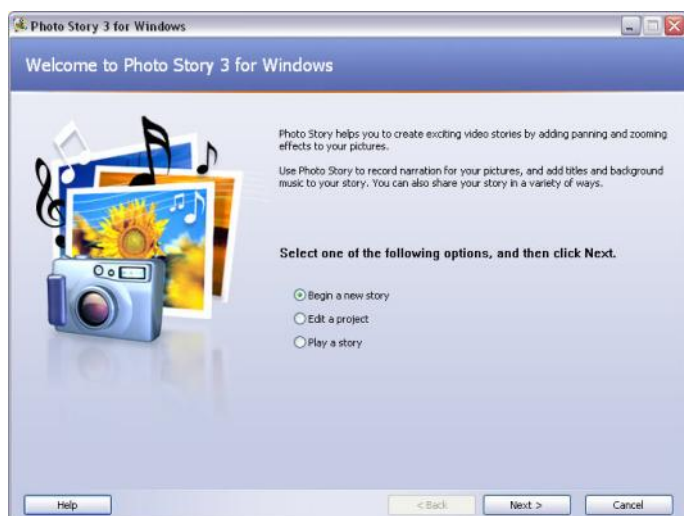 Photo Story 3 for Windows
Welcome to Photo Story 3 for Windows
Photo Story helps you to create exciting video stories by adding panning and zooming
effects to your pictures.
Use Photo Story to record narration for your pictures, and add titles and background
music to your story. You can also share your story in a variety of ways.
Select one of the following options, and then click Next.
Begin a new story
Edit a project
Play a story
Help
< Back
Next >
Cancel